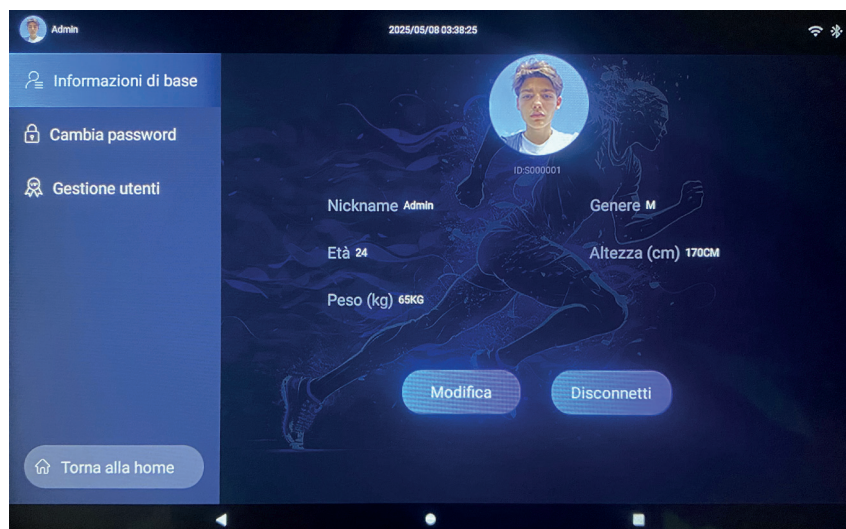 Admin
2025/05/08 03:38:25
Informazioni di base
Cambia password
Gestione utenti
Torna alla home
ID:S000001
Nickname Admin
Genere M
Età 24
Altezza (cm) 170CM
Peso (kg) 65KG
Modifica
Disconnetti